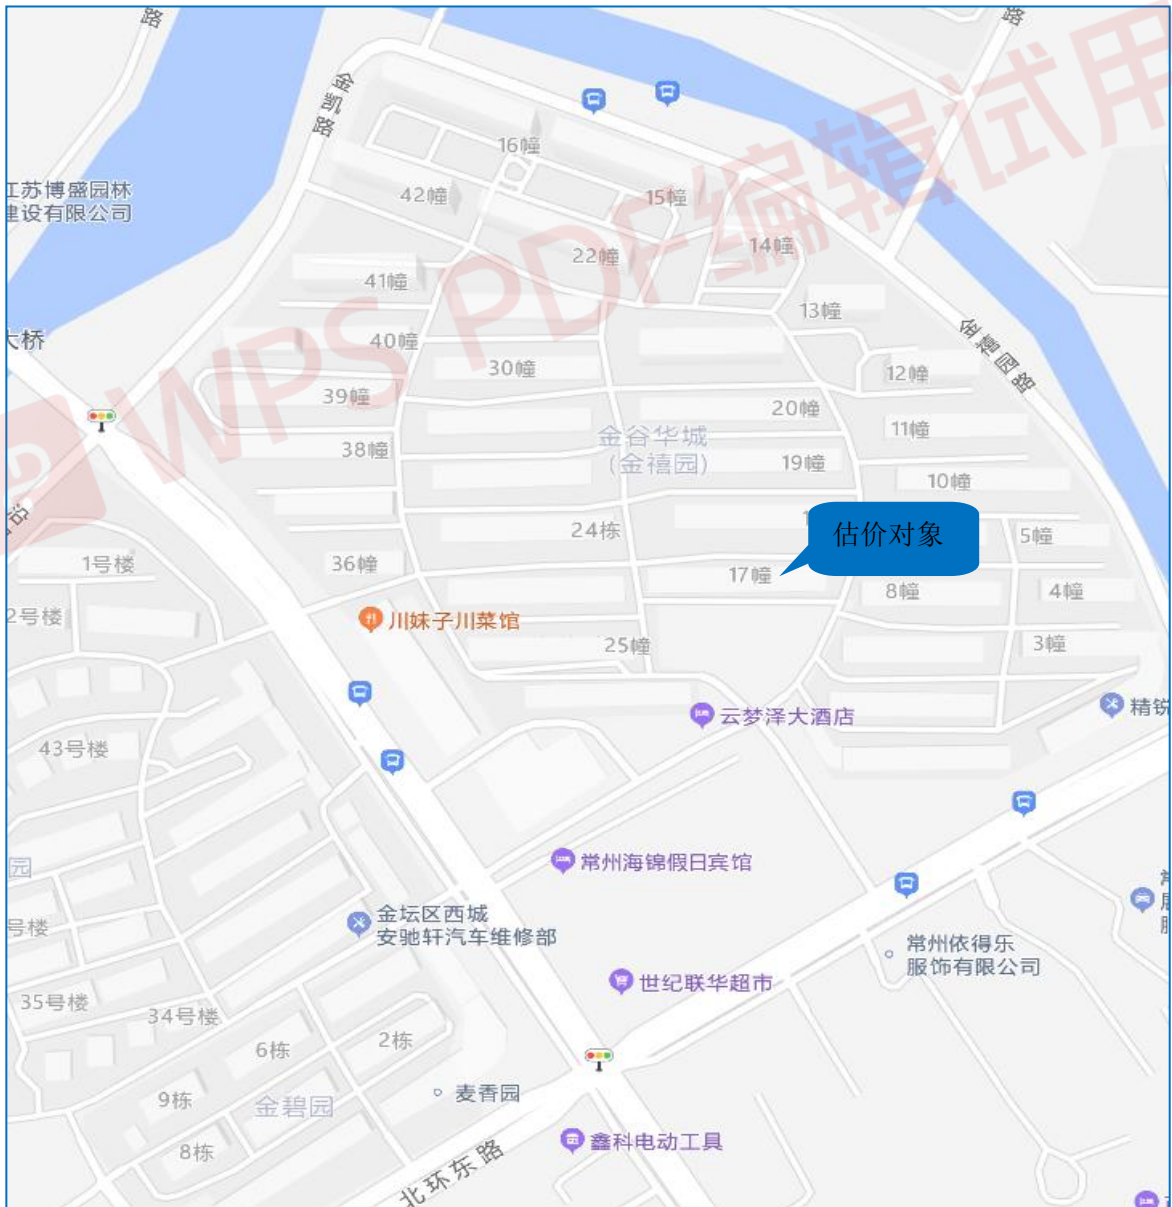 路
路
金凯路
16幢
江苏博盛园林
建设有限公司
42幢
15幢
14幢
22幢
41幢
13幢
大桥
40幢
金禧园路
30幢
12幢
39幢
20幢
11幢
金谷华城
(金禧园)
38幢
19幢
10幢
24栋
估价对象
5幢
1号楼
36幢
17幢
8幢
4幢
2号楼
川妹子川菜馆
25幢
3幢
云梦泽大酒店
精锐
43号楼
常州海锦假日宾馆
园
金坛区西城
安驰轩汽车维修部
号楼
常州依得乐
服饰有限公司
世纪联华超市
35号楼
34号楼
2栋
6栋
麦香园
9栋
金碧园
8栋
鑫科电动工具
北环东路
WPS PDF编辑试用